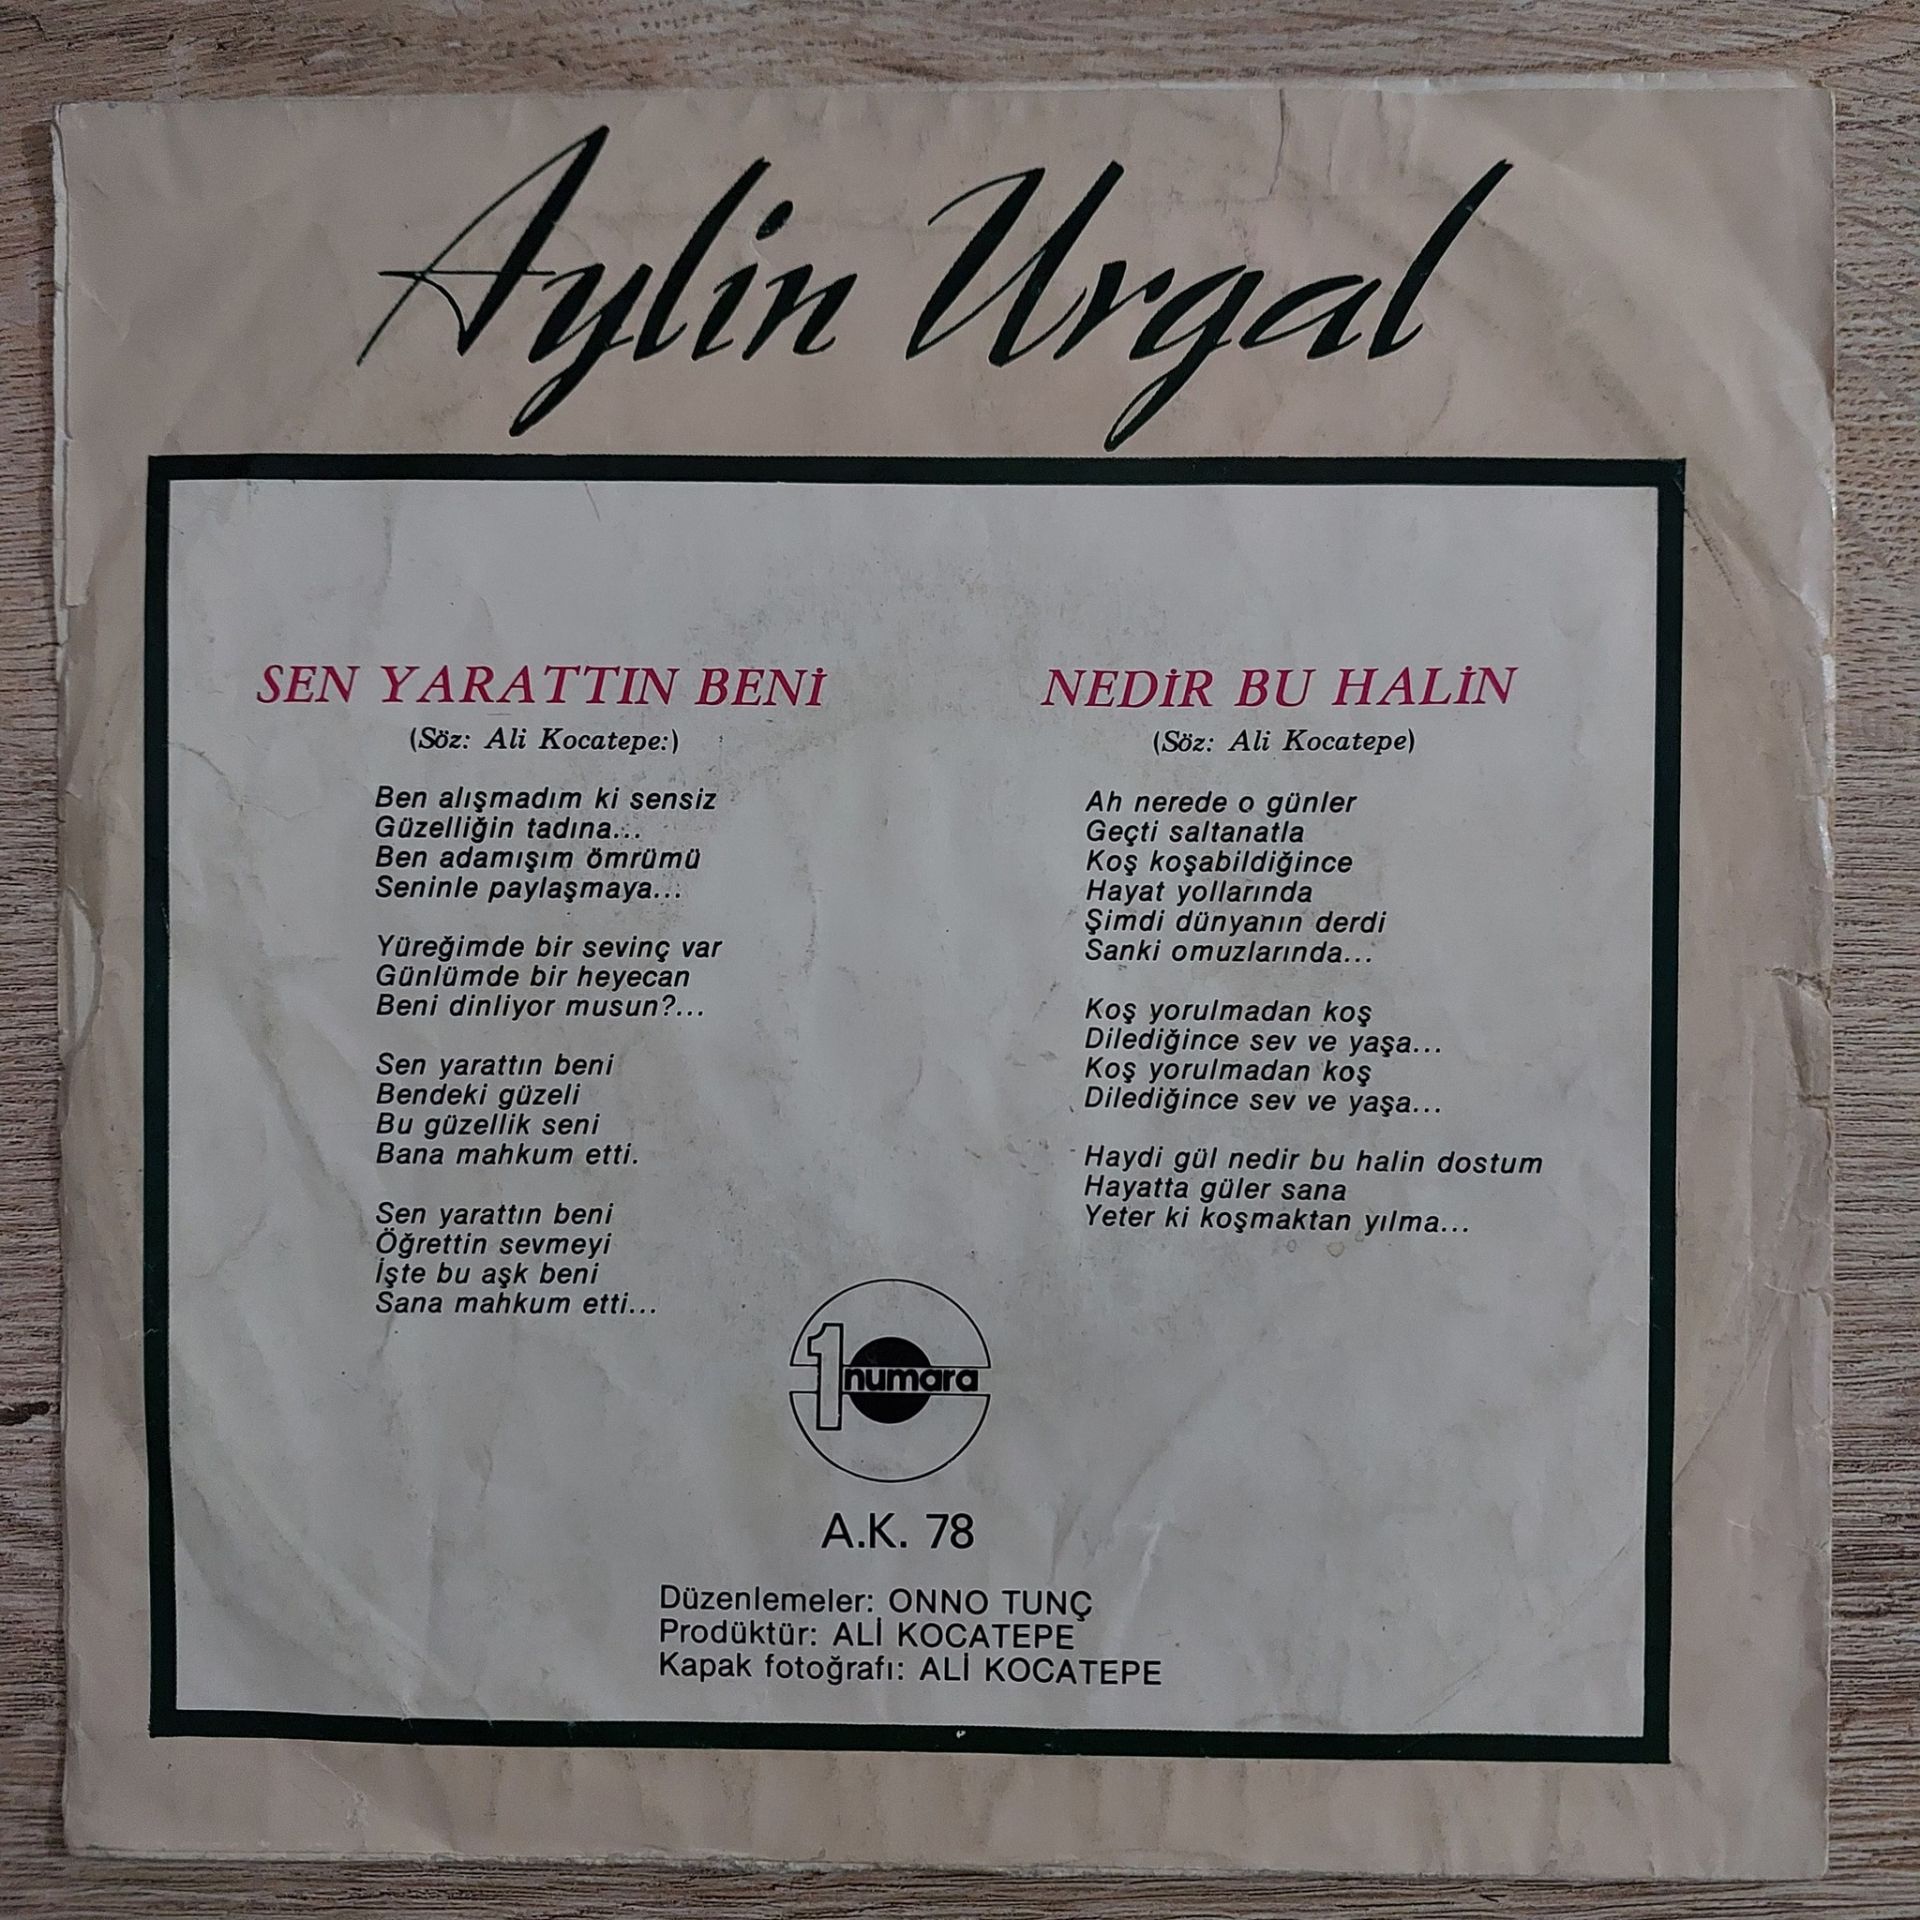 Aylin Urgal
SEN YARATTIN BENİ
(Söz: Ali Kocatepe:)
Ben alışmadım ki sensiz
Güzelliğin tadına...
Ben adamışım ömrümü
Seninle paylaşmaya...
Yüreğimde bir sevinç var
Günlümde bir heyecan
Beni dinliyor musun?...
Sen yarattın beni
Bendeki güzeli
Bu güzellik seni
Bana mahkum etti.
Sen yarattın beni
Öğrettin sevmeyi
İşte bu aşk beni
Sana mahkum etti...
NEDİR BU HALİN
(Söz: Ali Kocatepe)
Ah nerede o günler
Geçti saltanatla
Koş koşabildiğince
Hayat yollarında
Şimdi dünyanın derdi
Sanki omuzlarında...
Koş yorulmadan koş
Dilediğince sev ve yaşa...
Koş yorulmadan koş
Dilediğince sev ve yaşa...
Haydi gül nedir bu halin dostum
Hayatta güler sana
Yeter ki koşmaktan yılma...
1 numara
A.K. 78
Düzenlemeler: ONNO TUNÇ
Prodüktür: ALİ KOCATEPE
Kapak fotoğrafı: ALİ KOCATEPE